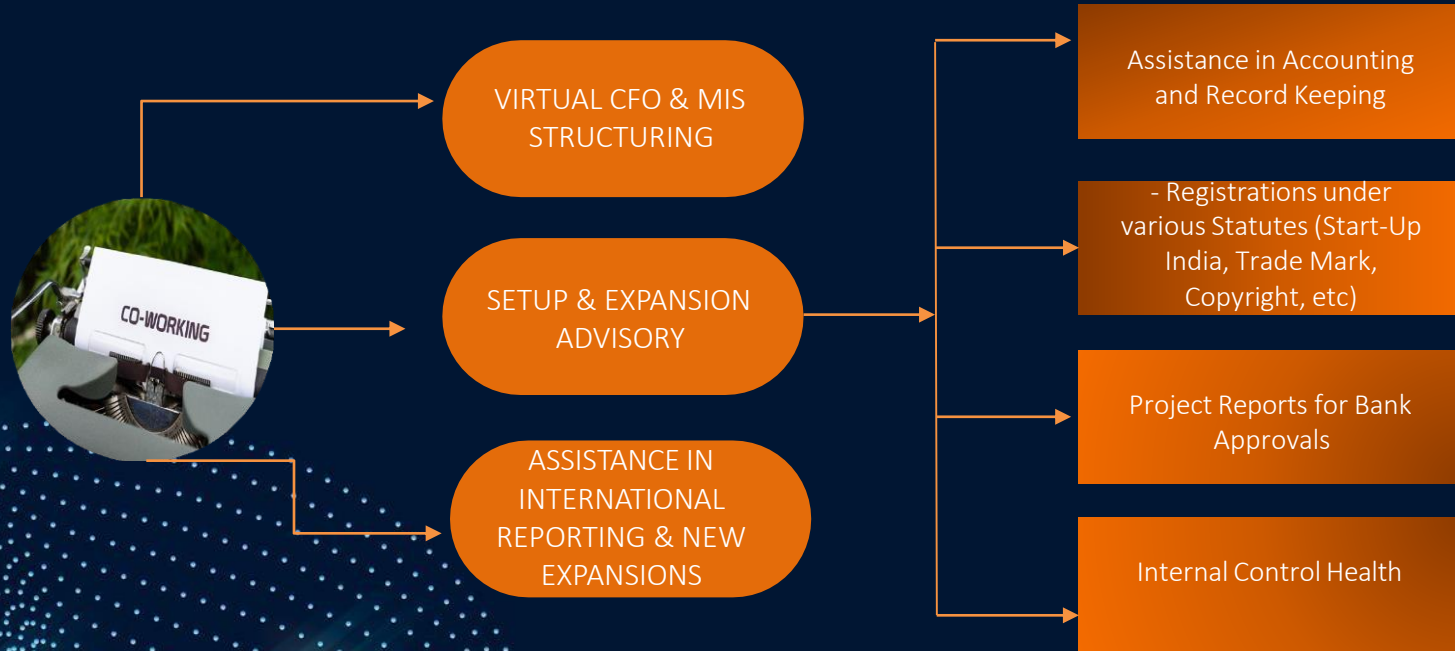 CO-WORKING
VIRTUAL CFO & MIS
STRUCTURING
SETUP & EXPANSION
ADVISORY
ASSISTANCE IN
INTERNATIONAL
REPORTING & NEW
EXPANSIONS
Assistance in Accounting
and Record Keeping
- Registrations under
various Statutes (Start-Up
India, Trade Mark,
Copyright, etc)
Project Reports for Bank
Approvals
Internal Control Health